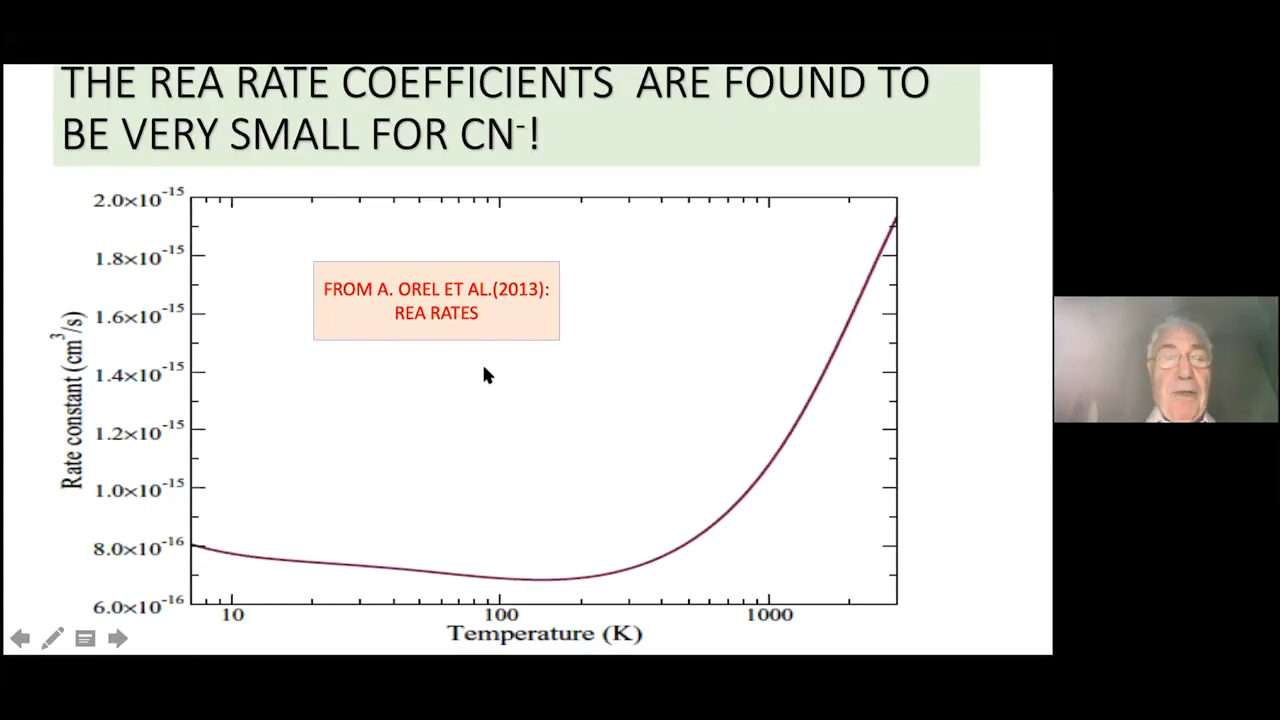 THE REA RATE COEFFICIENTS ARE FOUND TO
BE VERY SMALL FOR CN⁻!
2.0×10⁻¹⁵
1.8×10⁻¹⁵
1.6×10⁻¹⁵
1.4×10⁻¹⁵
1.2×10⁻¹⁵
1.0×10⁻¹⁵
8.0×10⁻¹⁶
6.0×10⁻¹⁶
Rate constant (cm³/s)
FROM A. OREL ET AL.(2013):
REA RATES
10 100 1000
Temperature (K)